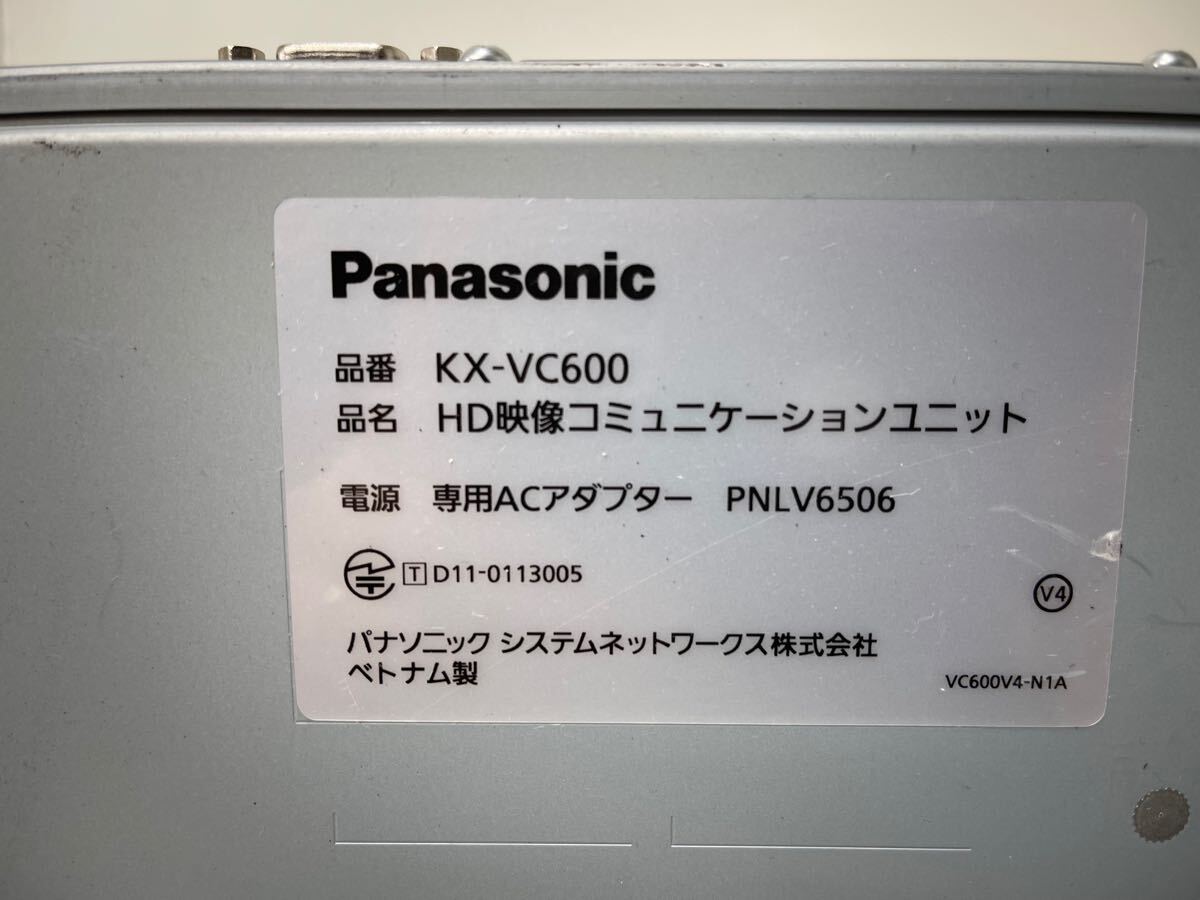 Panasonic
品番 KX-VC600
品名 HD映像コミュニケーションユニット
電源 専用ACアダプター PNLV6506
T D11-0113005
V4
パナソニック システムネットワークス株式会社
ベトナム製
VC600V4-N1A